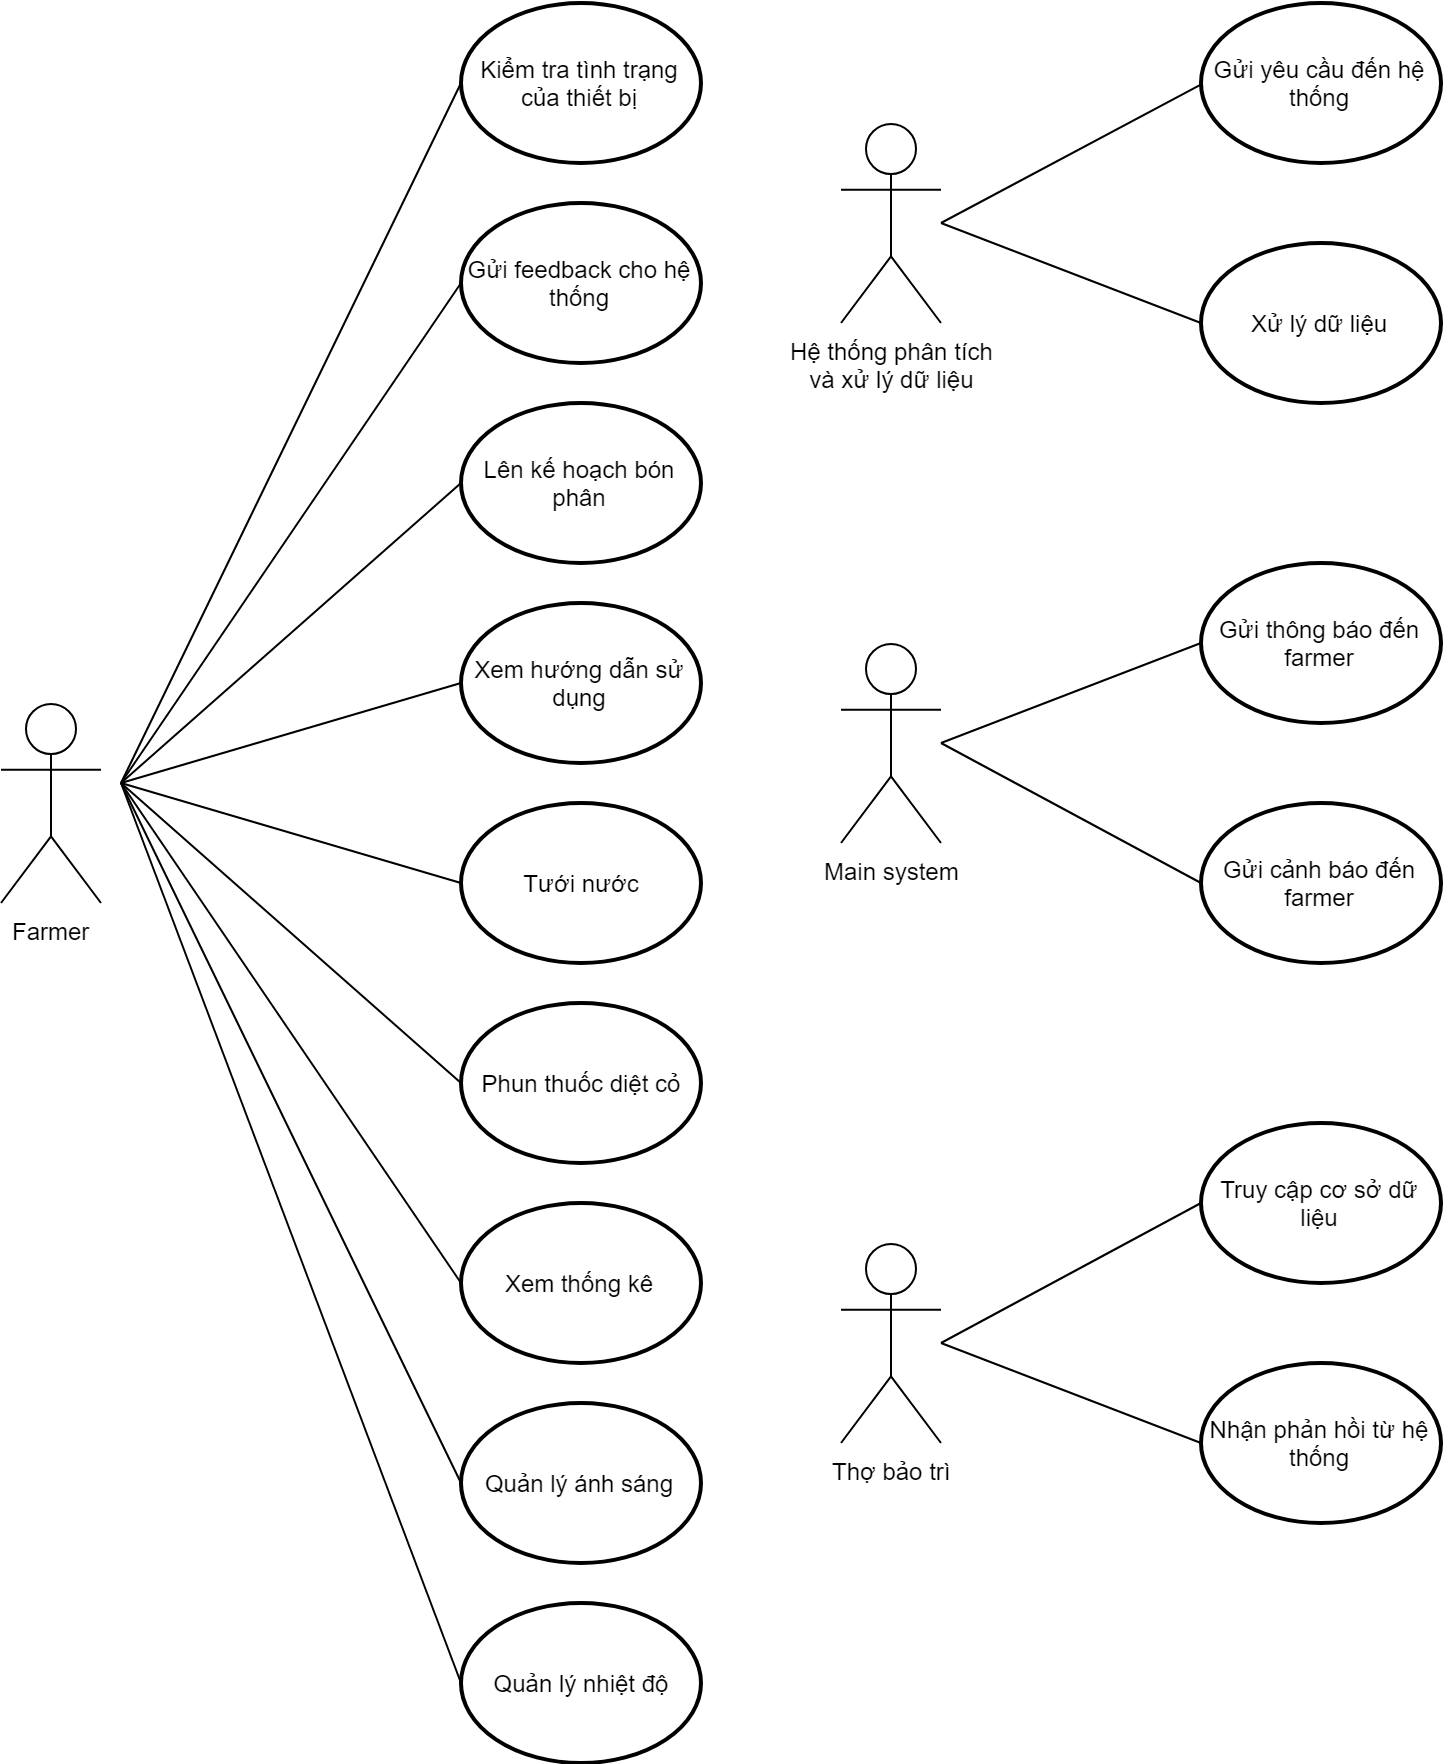 Kiểm tra tình trạng
của thiết bị
Gửi feedback cho hệ
thống
Lên kế hoạch bón
phân
Xem hướng dẫn sử
dụng
Farmer
Tưới nước
Phun thuốc diệt cỏ
Xem thống kê
Quản lý ánh sáng
Quản lý nhiệt độ
Gửi yêu cầu đến hệ
thống
Xử lý dữ liệu
Hệ thống phân tích
và xử lý dữ liệu
Gửi thông báo đến
farmer
Main system
Gửi cảnh báo đến
farmer
Truy cập cơ sở dữ
liệu
Thợ bảo trì
Nhận phản hồi từ hệ
thống